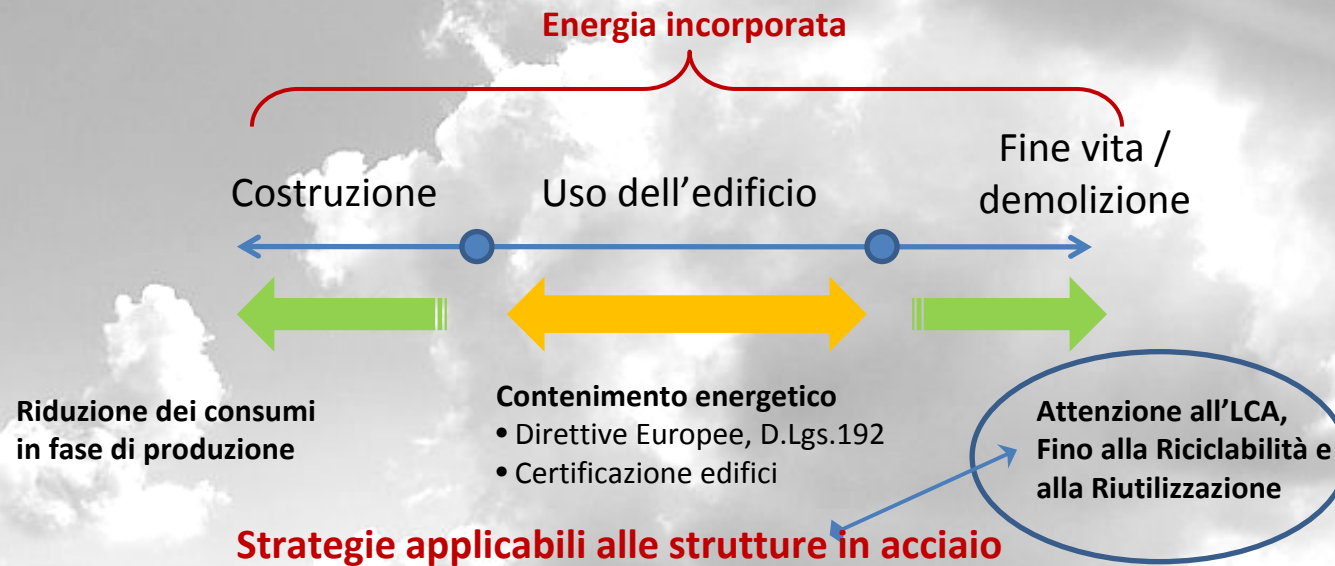 Energia incorporata
Costruzione
Uso dell’edificio
Fine vita /
demolizione
Riduzione dei consumi
in fase di produzione
Contenimento energetico
• Direttive Europee, D.Lgs.192
• Certificazione edifici
Attenzione all’LCA,
Fino alla Riciclabilità e
alla Riutilizzazione
Strategie applicabili alle strutture in acciaio